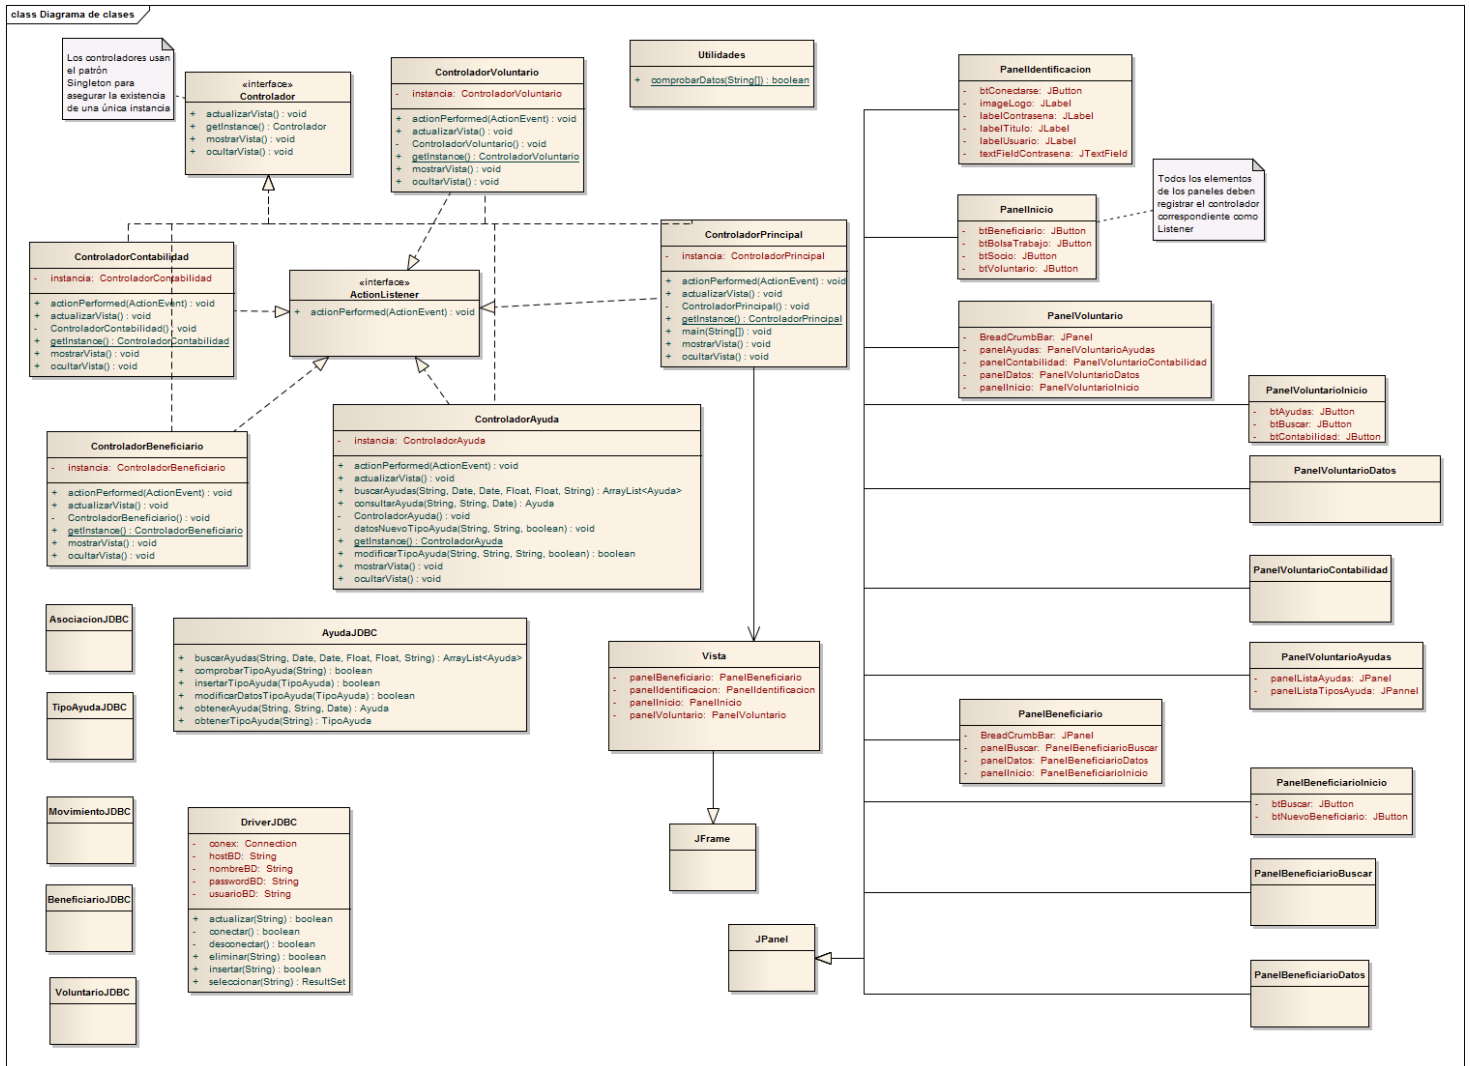 class Diagrama de clases
Los controladores usan
el patrón
Singleton para
asegurar la existencia
de una única instancia
«interface»
Controlador
+ actualizarVista() : void
+ getInstance() : Controlador
+ mostrarVista() : void
+ ocultarVista() : void
ControladorVoluntario
- instancia: ControladorVoluntario
+ actionPerformed(ActionEvent) : void
+ actualizarVista() : void
- ControladorVoluntario() : void
+ getInstance() : ControladorVoluntario
+ mostrarVista() : void
+ ocultarVista() : void
Utilidades
+ comprobarDatos(String[]) : boolean
PanelIdentificacion
- btConectarse: JButton
- imageLogo: JLabel
- labelContrasena: JLabel
- labelTitulo: JLabel
- labelUsuario: JLabel
- textFieldContrasena: JTextField
Todos los elementos
de los paneles deben
registrar el controlador
correspondiente como
Listener
PanelInicio
- btBeneficiario: JButton
- btBolsaTrabajo: JButton
- btSocio: JButton
- btVoluntario: JButton
ControladorContabilidad
- instancia: ControladorContabilidad
+ actionPerformed(ActionEvent) : void
+ actualizarVista() : void
- ControladorContabilidad() : void
+ getInstance() : ControladorContabilidad
+ mostrarVista() : void
+ ocultarVista() : void
«interface»
ActionListener
+ actionPerformed(ActionEvent) : void
ControladorPrincipal
- instancia: ControladorPrincipal
+ actionPerformed(ActionEvent) : void
+ actualizarVista() : void
- ControladorPrincipal() : void
+ getInstance() : ControladorPrincipal
+ main(String[]) : void
+ mostrarVista() : void
+ ocultarVista() : void
PanelVoluntario
- BreadCrumbBar: JPanel
- panelAyudas: PanelVoluntarioAyudas
- panelContabilidad: PanelVoluntarioContabilidad
- panelDatos: PanelVoluntarioDatos
- panelInicio: PanelVoluntarioInicio
PanelVoluntarioInicio
- btAyudas: JButton
- btBuscar: JButton
- btContabilidad: JButton
ControladorBeneficiario
- instancia: ControladorBeneficiario
+ actionPerformed(ActionEvent) : void
+ actualizarVista() : void
- ControladorBeneficiario() : void
+ getInstance() : ControladorBeneficiario
+ mostrarVista() : void
+ ocultarVista() : void
ControladorAyuda
- instancia: ControladorAyuda
+ actionPerformed(ActionEvent) : void
+ actualizarVista() : void
+ buscarAyudas(String, Date, Date, Float, Float, String) : ArrayList<Ayuda>
+ consultarAyuda(String, String, Date) : Ayuda
- ControladorAyuda() : void
- datosNuevoTipoAyuda(String, String, boolean) : void
+ getInstance() : ControladorAyuda
+ modificarTipoAyuda(String, String, String, boolean) : boolean
+ mostrarVista() : void
+ ocultarVista() : void
PanelVoluntarioDatos
PanelVoluntarioContabilidad
AsociacionJDBC
AyudaJDBC
+ buscarAyudas(String, Date, Date, Float, Float, String) : ArrayList<Ayuda>
+ comprobarTipoAyuda(String) : boolean
+ insertarTipoAyuda(TipoAyuda) : boolean
+ modificarDatosTipoAyuda(TipoAyuda) : boolean
+ obtenerAyuda(String, String, Date) : Ayuda
+ obtenerTipoAyuda(String) : TipoAyuda
Vista
- panelBeneficiario: PanelBeneficiario
- panelIdentificacion: PanelIdentificacion
- panelInicio: PanelInicio
- panelVoluntario: PanelVoluntario
PanelVoluntarioAyudas
- panelListaAyudas: JPanel
- panelListaTiposAyuda: JPannel
TipoAyudaJDBC
PanelBeneficiario
- BreadCrumbBar: JPanel
- panelBuscar: PanelBeneficiarioBuscar
- panelDatos: PanelBeneficiarioDatos
- panelInicio: PanelBeneficiarioInicio
PanelBeneficiarioInicio
- btBuscar: JButton
- btNuevoBeneficiario: JButton
MovimientoJDBC
DriverJDBC
- conex: Connection
- hostBD: String
- nombreBD: String
- passwordBD: String
- usuarioBD: String
+ actualizar(String) : boolean
- conectar() : boolean
- desconectar() : boolean
+ eliminar(String) : boolean
+ insertar(String) : boolean
+ seleccionar(String) : ResultSet
JFrame
PanelBeneficiarioBuscar
BeneficiarioJDBC
JPanel
PanelBeneficiarioDatos
VoluntarioJDBC